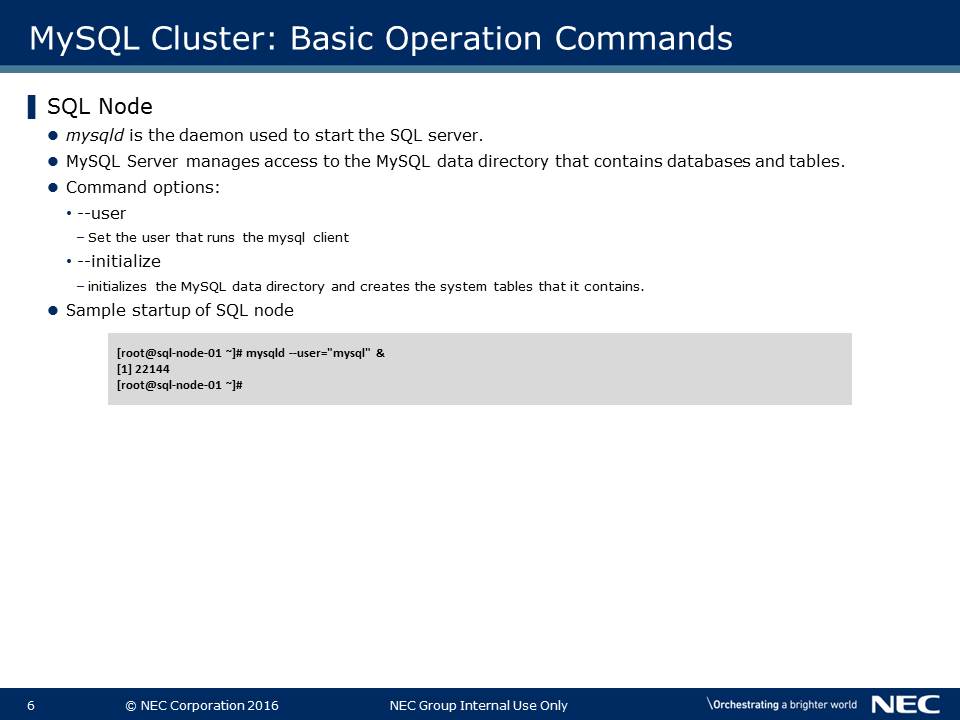 MySQL Cluster: Basic Operation Commands
SQL Node
mysqld is the daemon used to start the SQL server.
MySQL Server manages access to the MySQL data directory that contains databases and tables.
Command options:
• --user
– Set the user that runs the mysql client
• --initialize
– initializes the MySQL data directory and creates the system tables that it contains.
Sample startup of SQL node
[root@sql-node-01 ~]# mysqld --user="mysql" &
[1] 22144
[root@sql-node-01 ~]#
6 © NEC Corporation 2016 NEC Group Internal Use Only \Orchestrating a brighter world NEC